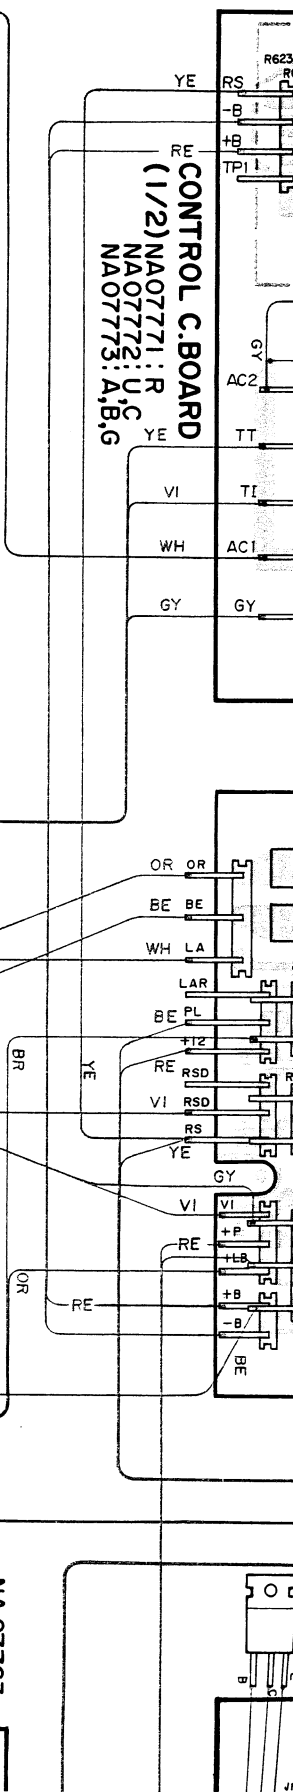 R623
YE RS
-B
+B
RE
TP1
CONTROL C.BOARD
(1/2)
NA07771 : R
NA07772 : U,C
NA07773 : A,B,G
GY
AC2
YE TT
VI TI
WH AC1
GY GY
OR OR
BE BE
WH LA
LAR
BE PL
+12
RE
BR
YE
RSD
VI RSD
RS
YE
GY
VI VI
+P
RE
+LB
OR
+B
RE
-B
BE
B
C